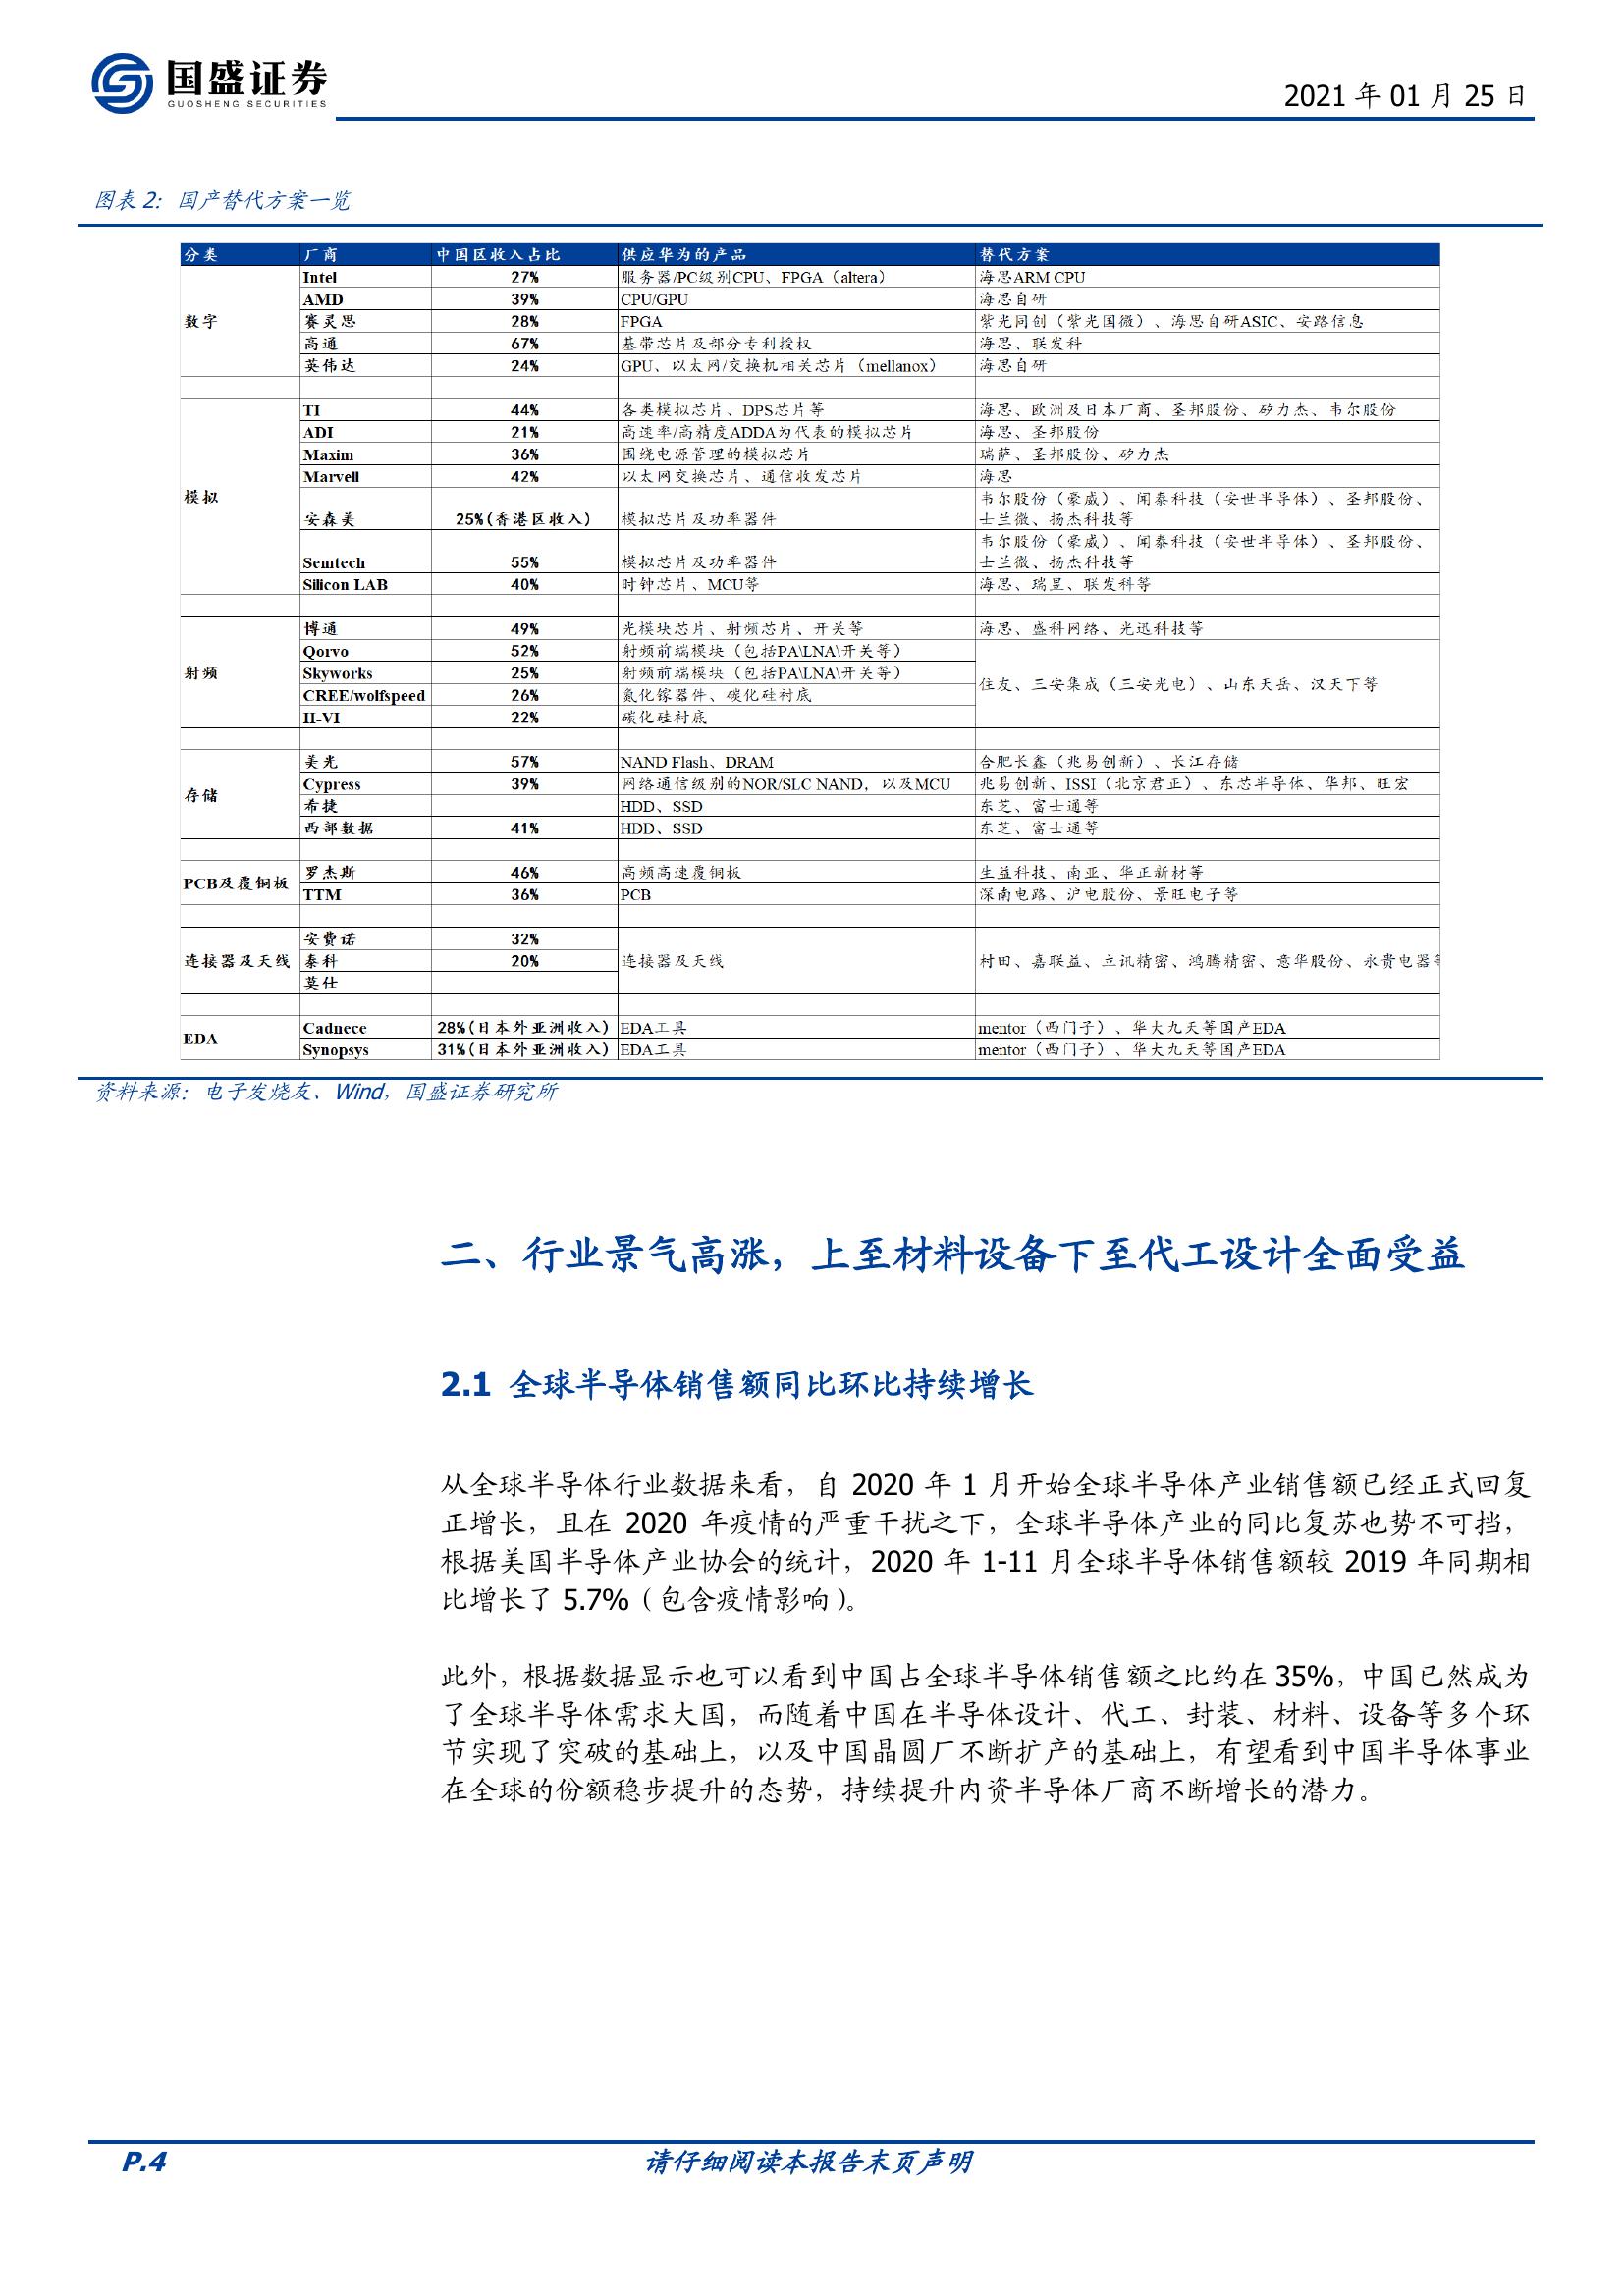 国盛证券
GUOSHENG SECURITIES
2021 年 01 月 25 日
图表 2：国产替代方案一览
分类 厂商 中国区收入占比 供应华为的产品 替代方案
数字
Intel 27% 服务器/PC级别CPU、FPGA（altera） 海思ARM CPU
AMD 39% CPU/GPU 海思自研
赛灵思 28% FPGA 紫光同创（紫光国微）、海思自研ASIC、安路信息
高通 67% 基带芯片及部分专利授权 海思、联发科
英伟达 24% GPU、以太网/交换机相关芯片（mellanox） 海思自研
模拟
TI 44% 各类模拟芯片、DPS芯片等 海思、欧洲及日本厂商、圣邦股份、矽力杰、韦尔股份
ADI 21% 高速率/高精度ADDA为代表的模拟芯片 海思、圣邦股份
Maxim 36% 围绕电源管理的模拟芯片 瑞萨、圣邦股份、矽力杰
Marvell 42% 以太网交换芯片、通信收发芯片 海思
安森美 25%(香港区收入) 模拟芯片及功率器件 韦尔股份（豪威）、闻泰科技（安世半导体）、圣邦股份、
士兰微、扬杰科技等
Semtech 55% 模拟芯片及功率器件 韦尔股份（豪威）、闻泰科技（安世半导体）、圣邦股份、
士兰微、扬杰科技等
Silicon LAB 40% 时钟芯片、MCU等 海思、瑞昱、联发科等
射频
博通 49% 光模块芯片、射频芯片、开关等 海思、盛科网络、光迅科技等
Qorvo 52% 射频前端模块（包括PA\LNA\开关等）
Skyworks 25% 射频前端模块（包括PA\LNA\开关等）
住友、三安集成（三安光电）、山东天岳、汉天下等
CREE/wolfspeed 26% 氮化镓器件、碳化硅衬底
II-VI 22% 碳化硅衬底
存储
美光 57% NAND Flash、DRAM 合肥长鑫（兆易创新）、长江存储
Cypress 39% 网络通信级别的NOR/SLC NAND，以及MCU 兆易创新、ISSI（北京君正）、东芯半导体、华邦、旺宏
希捷 HDD、SSD 东芝、富士通等
西部数据 41% HDD、SSD 东芝、富士通等
PCB及覆铜板
罗杰斯 46% 高频高速覆铜板 生益科技、南亚、华正新材等
TTM 36% PCB 深南电路、沪电股份、景旺电子等
连接器及天线
安费诺 32%
泰科 20% 连接器及天线 村田、嘉联益、立讯精密、鸿腾精密、意华股份、永贵电器等
莫仕
EDA
Cadnece 28%(日本外亚洲收入) EDA工具 mentor（西门子）、华大九天等国产EDA
Synopsys 31%(日本外亚洲收入) EDA工具 mentor（西门子）、华大九天等国产EDA
资料来源：电子发烧友、Wind，国盛证券研究所
二、行业景气高涨，上至材料设备下至代工设计全面受益
2.1 全球半导体销售额同比环比持续增长
从全球半导体行业数据来看，自 2020 年 1 月开始全球半导体产业销售额已经正式回复
正增长，且在 2020 年疫情的严重干扰之下，全球半导体产业的同比复苏也势不可挡，
根据美国半导体产业协会的统计，2020 年 1-11 月全球半导体销售额较 2019 年同期相
比增长了 5.7%（包含疫情影响）。
此外，根据数据显示也可以看到中国占全球半导体销售额之比约在 35%，中国已然成为
了全球半导体需求大国，而随着中国在半导体设计、代工、封装、材料、设备等多个环
节实现了突破的基础上，以及中国晶圆厂不断扩产的基础上，有望看到中国半导体事业
在全球的份额稳步提升的态势，持续提升内资半导体厂商不断增长的潜力。
P.4
请仔细阅读本报告末页声明